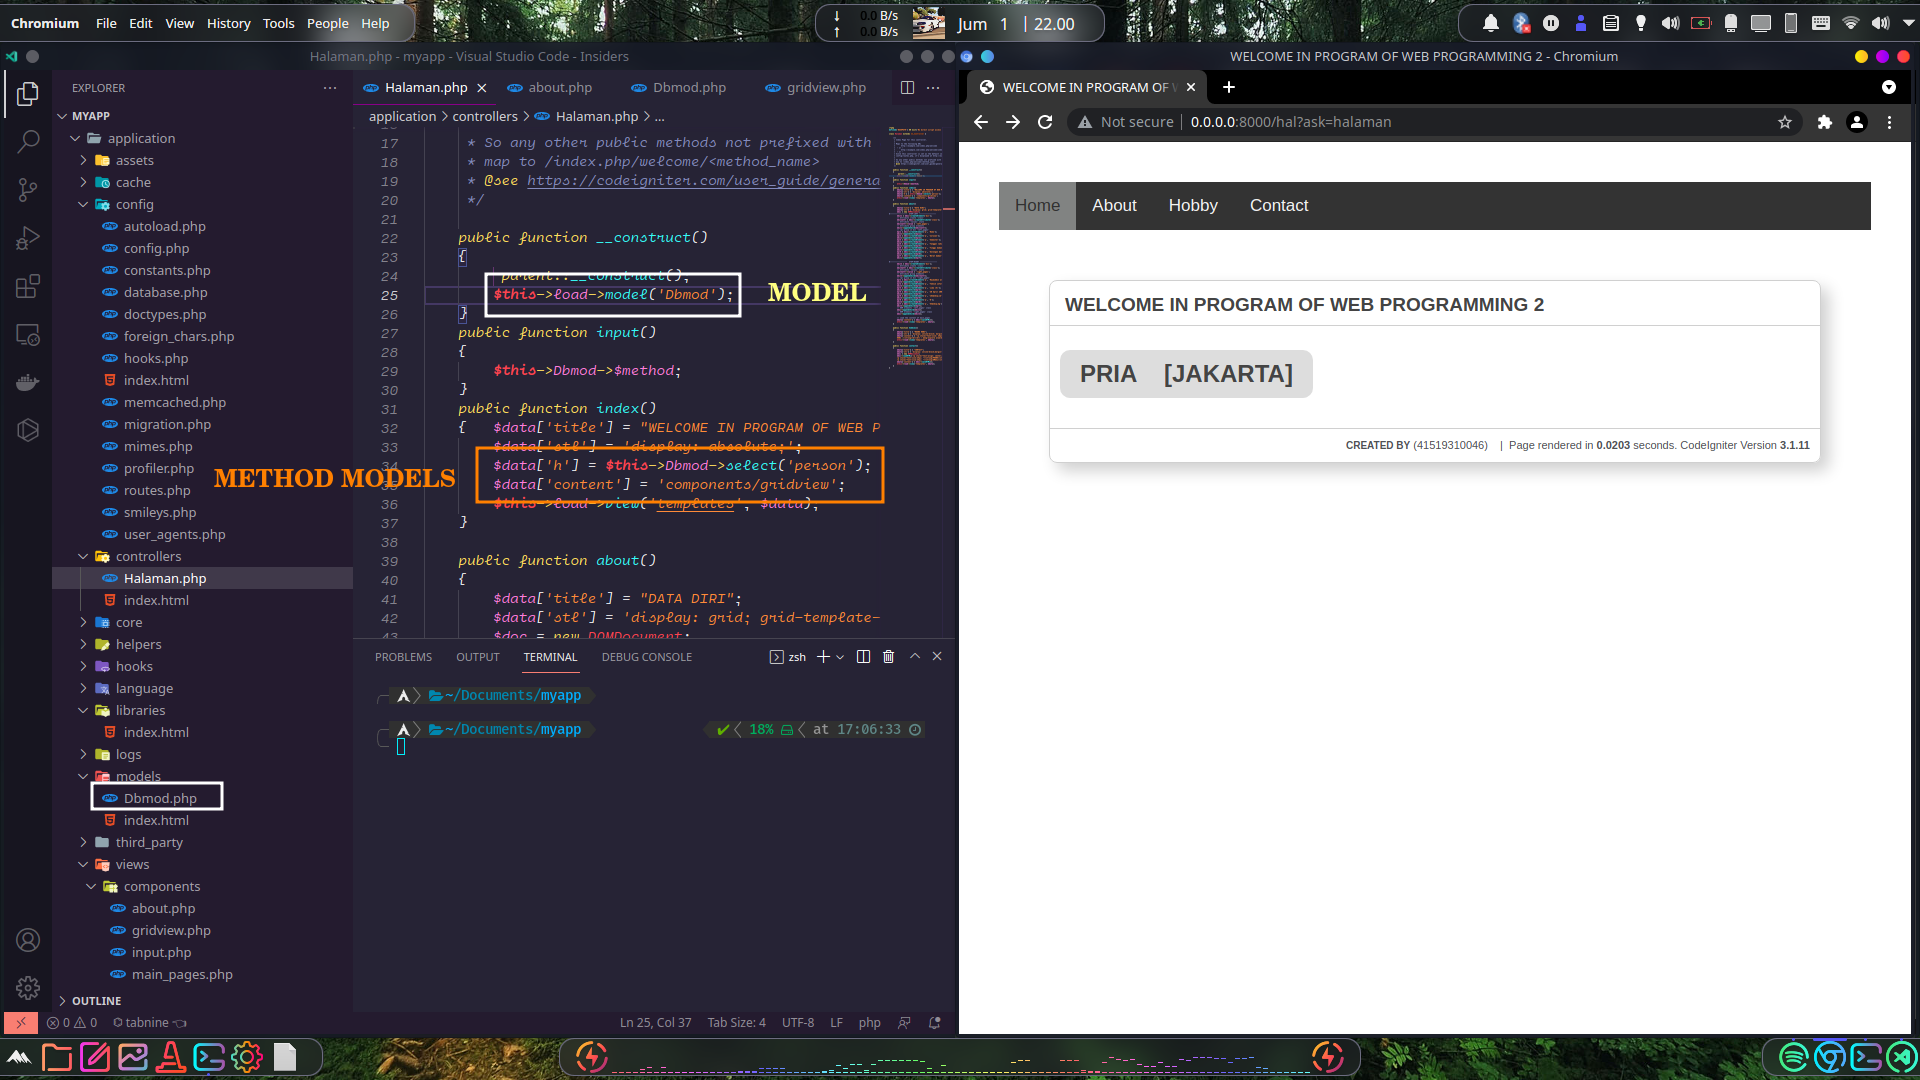 Chromium File Edit View History Tools People Help
0.0 B/s
0.0 B/s
Jum 1 | 22.00
Halaman.php - myapp - Visual Studio Code - Insiders
EXPLORER
MYAPP
application
assets
cache
config
autoload.php
config.php
constants.php
database.php
doctypes.php
foreign_chars.php
hooks.php
index.html
memcached.php
migration.php
mimes.php
profiler.php
routes.php
smileys.php
user_agents.php
controllers
Halaman.php
index.html
core
helpers
hooks
language
libraries
index.html
logs
models
Dbmod.php
index.html
third_party
views
components
about.php
gridview.php
input.php
main_pages.php
OUTLINE
Halaman.php about.php Dbmod.php gridview.php
application > controllers > Halaman.php > ...
17 * So any other public methods not prefixed with
18 * map to /index.php/welcome/<method_name>
19 * @see https://codeigniter.com/user_guide/genera
20 */
21
22 public function __construct()
23 {
24 parent::__construct();
25 $this->load->model('Dbmod');
26 }
27 public function input()
28 {
29 $this->Dbmod->$method;
30 }
31 public function index()
32 { $data['title'] = "WELCOME IN PROGRAM OF WEB P
33 $data['stl'] = 'display: absolute;';
34 $data['h'] = $this->Dbmod->select('person');
35 $data['content'] = 'components/gridview';
36 $this->load->view('templates', $data);
37 }
38
39 public function about()
40 {
41 $data['title'] = "DATA DIRI";
42 $data['stl'] = 'display: grid; grid-template-
43 $doc = new DOMDocument;
MODEL
METHOD MODELS
PROBLEMS OUTPUT TERMINAL DEBUG CONSOLE
zsh
~/Documents/myapp
~/Documents/myapp
18% at 17:06:33
0 0 tabnine
Ln 25, Col 37 Tab Size: 4 UTF-8 LF php
WELCOME IN PROGRAM OF WEB PROGRAMMING 2 - Chromium
WELCOME IN PROGRAM OF W
Not secure | 0.0.0.0:8000/hal?ask=halaman
Home About Hobby Contact
WELCOME IN PROGRAM OF WEB PROGRAMMING 2
PRIA [JAKARTA]
CREATED BY (41519310046) | Page rendered in 0.0203 seconds. CodeIgniter Version 3.1.11